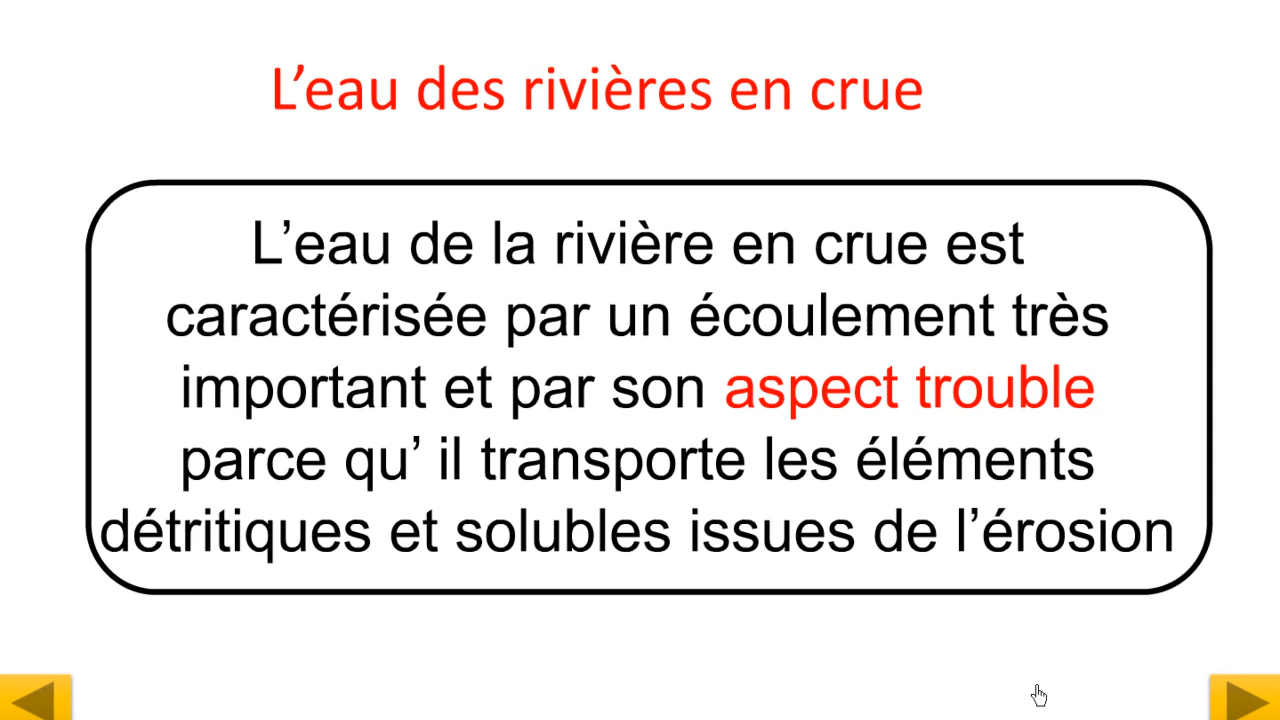 L’eau des rivières en crue
L’eau de la rivière en crue est
caractérisée par un écoulement très
important et par son aspect trouble
parce qu’ il transporte les éléments
détritiques et solubles issues de l’érosion